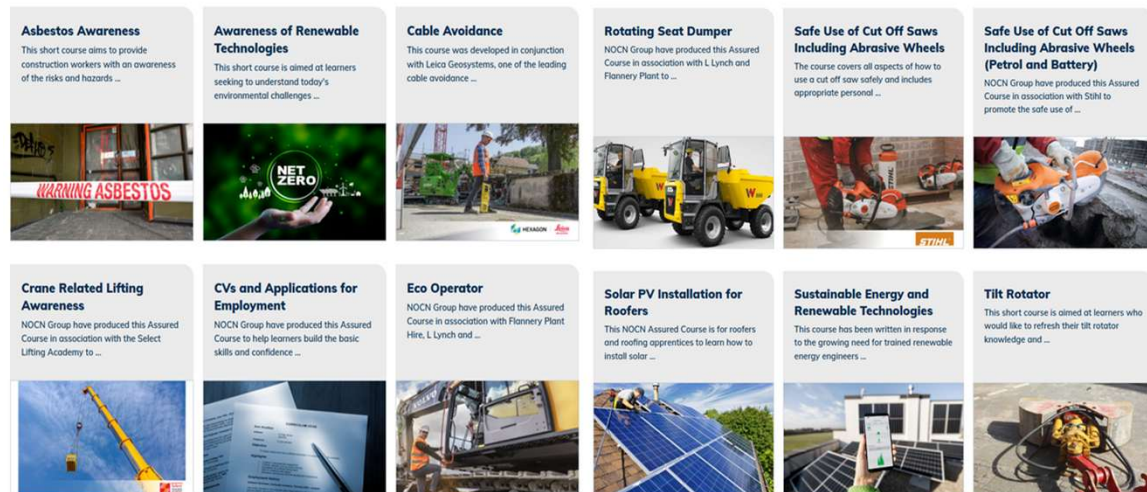 Asbestos Awareness
This short course aims to provide
construction workers with an awareness
of the risks and hazards ...
WARNING ASBESTOS
Awareness of Renewable
Technologies
This short course is aimed at learners
seeking to understand today's
environmental challenges ...
NET
ZERO
Cable Avoidance
This course was developed in conjunction
with Leica Geosystems, one of the leading
cable avoidance ...
HEXAGON
Leica
Rotating Seat Dumper
NOCN Group have produced this Assured
Course in association with L Lynch and
Flannery Plant to ...
Safe Use of Cut Off Saws
Including Abrasive Wheels
The course covers all aspects of how to
use a cut off saw safely and includes
appropriate personal ...
STIHL
STIHL
Safe Use of Cut Off Saws
Including Abrasive Wheels
(Petrol and Battery)
NOCN Group have produced this Assured
Course in association with Stihl to
promote the safe use of ...
Crane Related Lifting
Awareness
NOCN Group have produced this Assured
Course in association with the Select
Lifting Academy to ...
CVs and Applications for
Employment
NOCN Group have produced this Assured
Course to help learners build the basic
skills and confidence ...
CURRICULUM VITAE
Eco Operator
NOCN Group have produced this Assured
Course in association with Flannery Plant
Hire, L Lynch and ...
VOLVO
Solar PV Installation for
Roofers
This NOCN Assured Course is for roofers
and roofing apprentices to learn how to
install solar ...
Sustainable Energy and
Renewable Technologies
This course has been written in response
to the growing need for trained renewable
energy engineers ...
Tilt Rotator
This short course is aimed at learners who
would like to refresh their tilt rotator
knowledge and ...